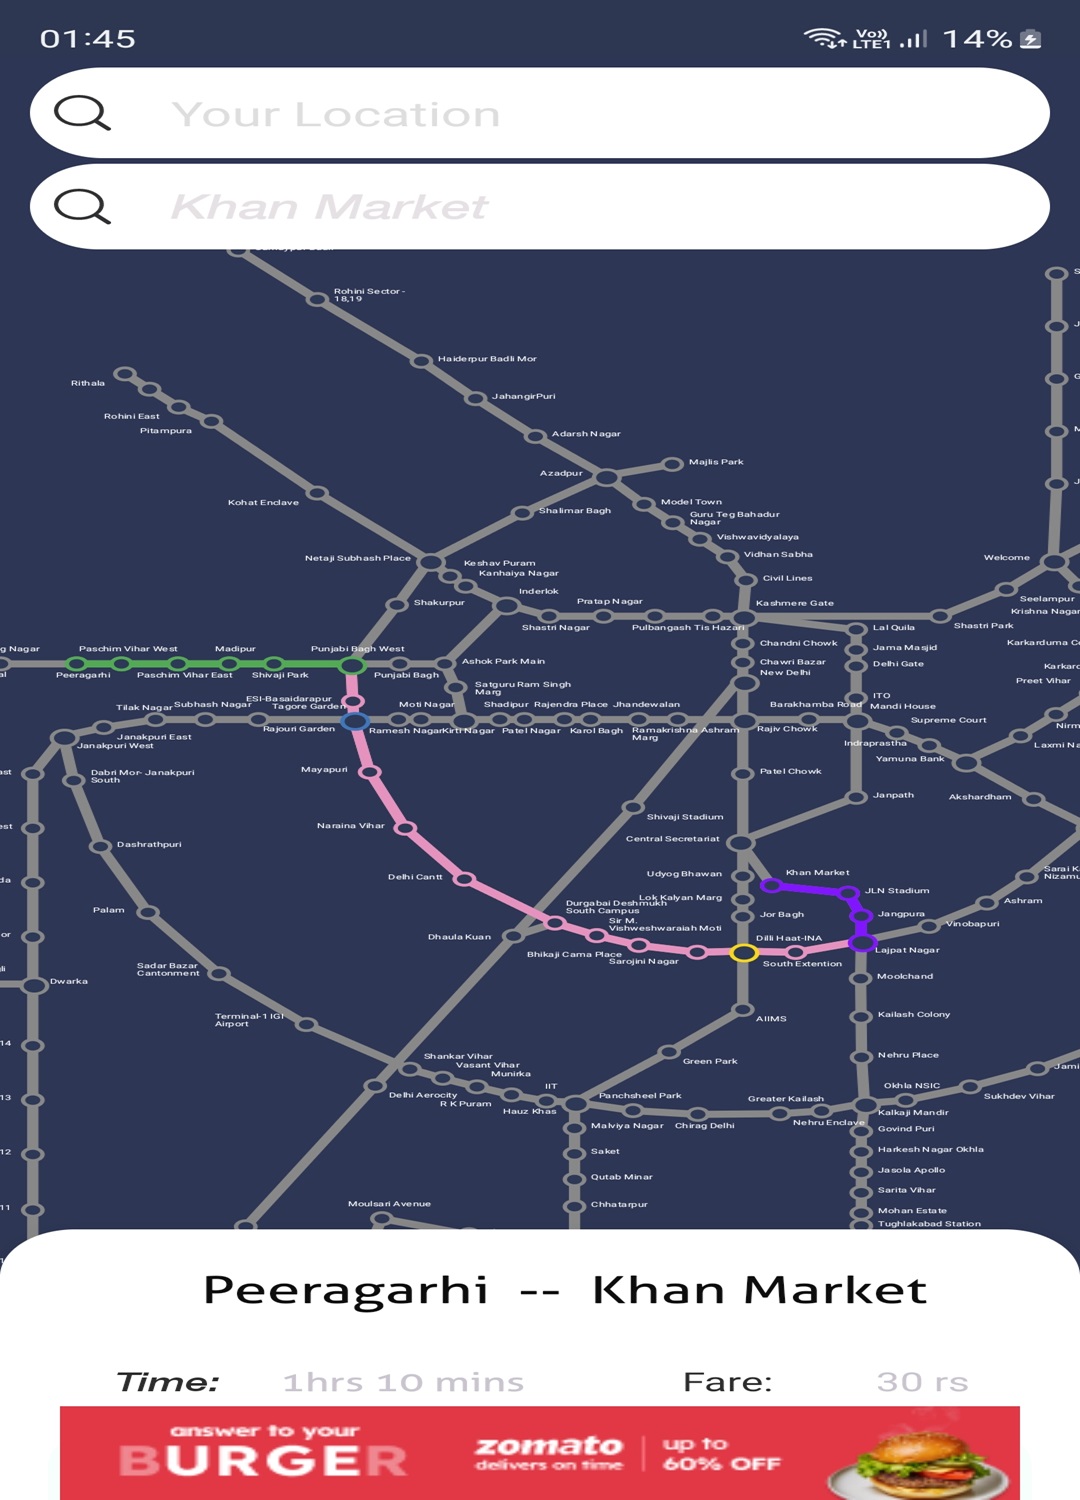 01:45
Vo))
LTE1
14%
Your Location
Khan Market
Rohini Sector -
18,19
Haiderpur Badli Mor
Rithala
JahangirPuri
Rohini East
Pitampura
Adarsh Nagar
Majlis Park
Azadpur
Kohat Enclave
Model Town
Shalimar Bagh
Guru Teg Bahadur
Nagar
Vishwavidyalaya
Vidhan Sabha
Netaji Subhash Place
Keshav Puram
Welcome
Kanhaiya Nagar
Civil Lines
Inderlok
Shakurpur
Pratap Nagar
Kashmere Gate
Seelampur
Krishna Nagar
Shastri Nagar
Pulbangash
Tis Hazari
Lal Quila
Shastri Park
g Nagar
Paschim Vihar West
Madipur
Punjabi Bagh West
Chandni Chowk
Jama Masjid
Karkarduma Co
Ashok Park Main
Chawri Bazar
Delhi Gate
Karkard
al
Peeragarhi
Paschim Vihar East
Shivaji Park
Punjabi Bagh
New Delhi
Preet Vihar
Satguru Ram Singh
Marg
ESI-Basaidarapur
ITO
Tilak Nagar
Subhash Nagar
Tagore Garden
Moti Nagar
Shadipur
Rajendra Place
Jhandewalan
Barakhamba Road
Mandi House
Supreme Court
Janakpuri East
Rajouri Garden
Ramesh Nagar
Kirti Nagar
Patel Nagar
Karol Bagh
Ramakrishna Ashram
Marg
Rajiv Chowk
Nirm
Janakpuri West
Indraprastha
Laxmi Na
Yamuna Bank
ast
Dabri Mor- Janakpuri
South
Mayapuri
Patel Chowk
Janpath
Akshardham
est
Naraina Vihar
Shivaji Stadium
Dashrathpuri
Central Secretariat
da
Delhi Cantt
Udyog Bhawan
Khan Market
Sarai K
Nizamu
JLN Stadium
Lok Kalyan Marg
Durgabai Deshmukh
South Campus
Ashram
Palam
Jor Bagh
Jangpura
Sir M.
Vishweshwaraiah Moti
Vinobapuri
or
Dhaula Kuan
Dilli Haat-INA
Bhikaji Cama Place
Lajpat Nagar
Sarojini Nagar
South Extention
Sadar Bazar
Cantonment
Moolchand
Dwarka
Terminal-1 IGI
Airport
AIIMS
Kailash Colony
14
Shankar Vihar
Green Park
Nehru Place
Vasant Vihar
Jami
Munirka
IIT
Okhla NSIC
Delhi Aerocity
Panchsheel Park
Greater Kailash
Sukhdev Vihar
13
R K Puram
Hauz Khas
Kalkaji Mandir
Malviya Nagar
Chirag Delhi
Nehru Enclave
Govind Puri
12
Saket
Harkesh Nagar Okhla
Qutab Minar
Jasola Apollo
Sarita Vihar
11
Moulsari Avenue
Chhatarpur
Mohan Estate
Tughlakabad Station
Peeragarhi -- Khan Market
Time: 1hrs 10 mins
Fare: 30 rs
answer to your
BURGER
zomato
delivers on time
up to
60% OFF